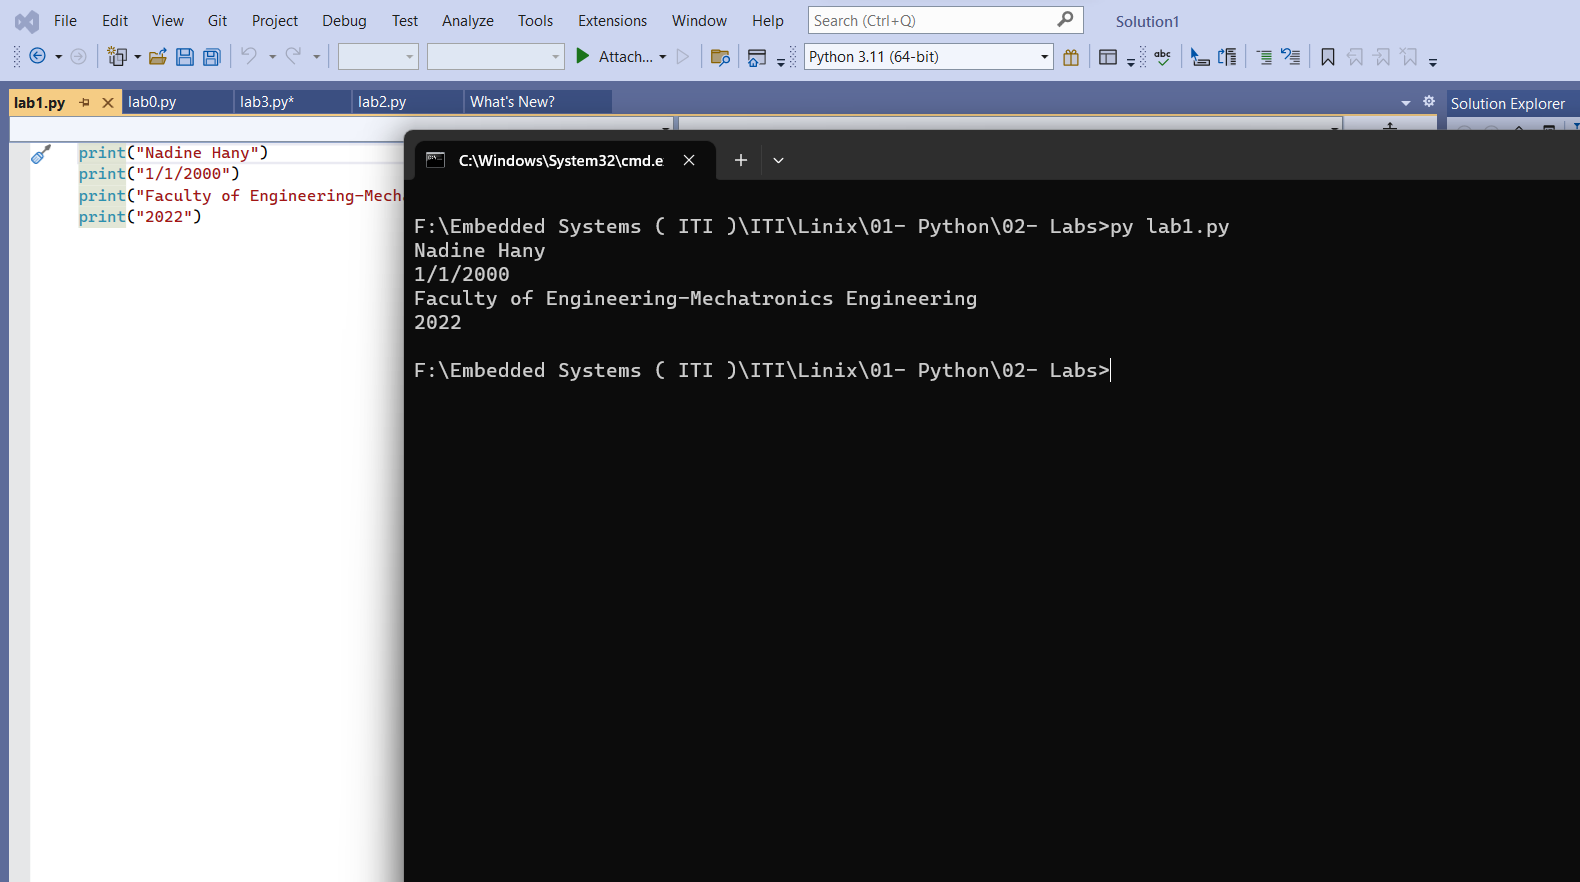 File Edit View Git Project Debug Test Analyze Tools Extensions Window Help Search (Ctrl+Q) Solution1
Attach... Python 3.11 (64-bit) abc
lab1.py lab0.py lab3.py* lab2.py What's New? Solution Explorer
print("Nadine Hany")
print("1/1/2000")
print("Faculty of Engineering-Mech
print("2022")
C:\Windows\System32\cmd.e
F:\Embedded Systems ( ITI )\ITI\Linix\01- Python\02- Labs>py lab1.py
Nadine Hany
1/1/2000
Faculty of Engineering-Mechatronics Engineering
2022
F:\Embedded Systems ( ITI )\ITI\Linix\01- Python\02- Labs>